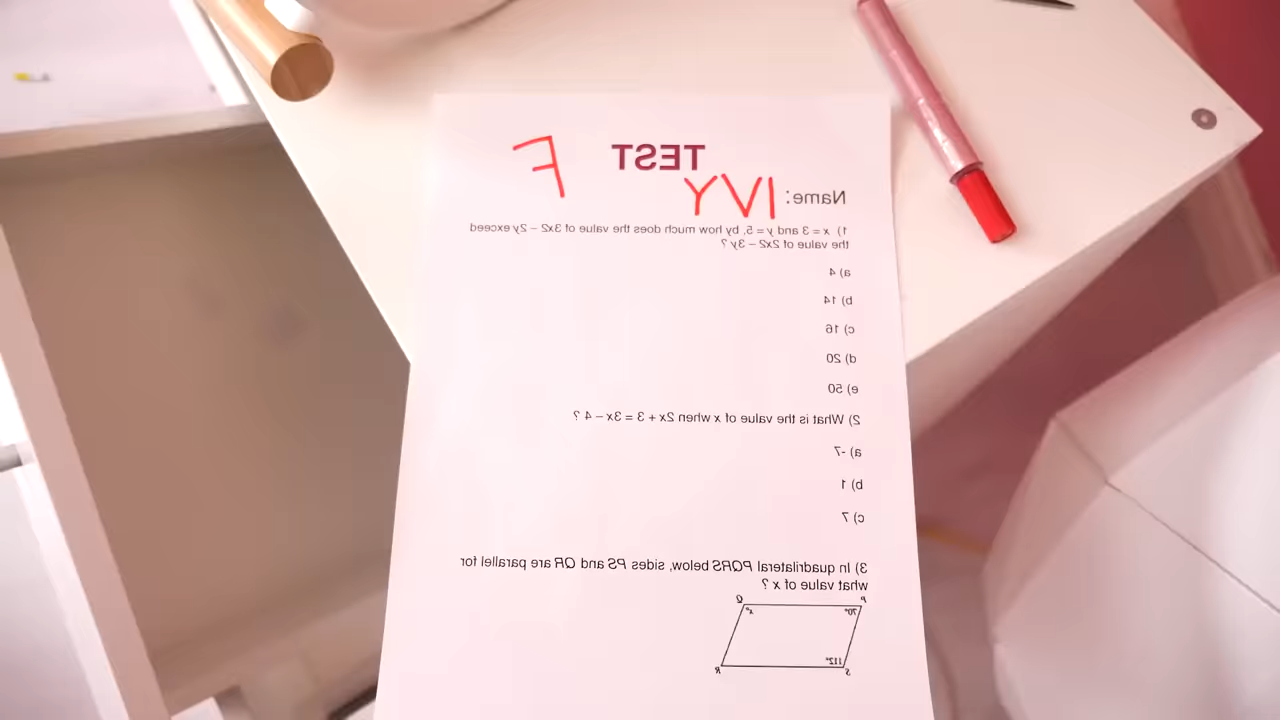 TEST
F
Name: IVY
1) x = 3 and y = 5, by how much does the value of 3x2 – 2y exceed
the value of 2x2 – 3y ?
a) 4
b) 14
c) 16
d) 20
e) 50
2) What is the value of x when 2x + 3 = 3x – 4 ?
a) -7
b) 1
c) 7
3) In quadrilateral PQRS below, sides PS and QR are parallel for
what value of x ?
P Q
70° x°
112°
S R